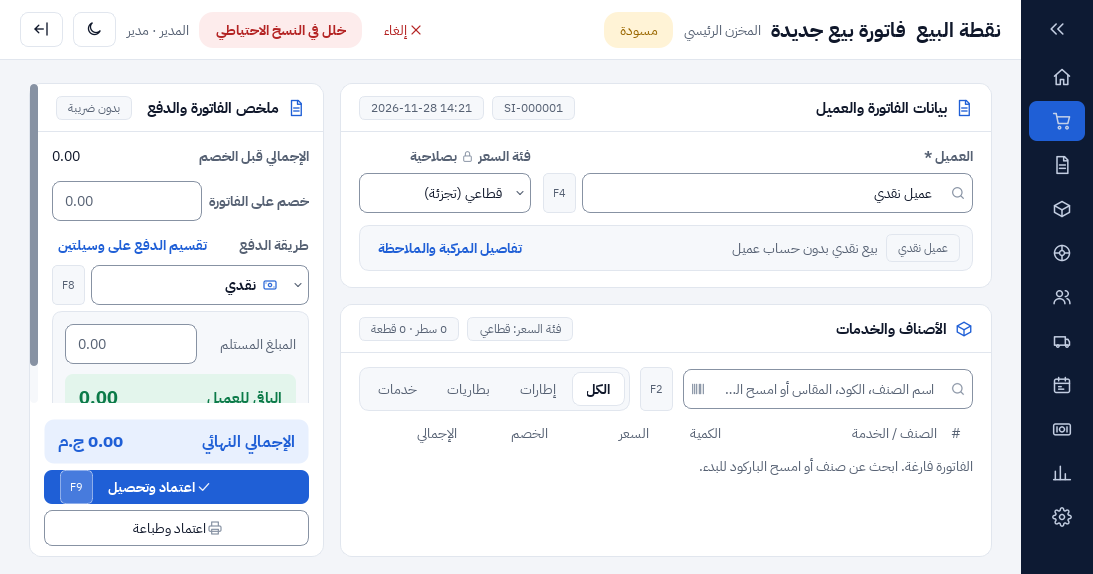 نقطة البيع فاتورة بيع جديدة المخزن الرئيسي مسودة إلغاء خلل في النسخ الاحتياطي المدير · مدير
بيانات الفاتورة والعميل SI-000001 2026-11-28 14:21
العميل * فئة السعر بصلاحية
عميل نقدي F4 قطاعي (تجزئة)
عميل نقدي بيع نقدي بدون حساب عميل تفاصيل المركبة والملاحظة
الأصناف والخدمات فئة السعر: قطاعي 0 سطر · 0 قطعة
اسم الصنف، الكود، المقاس أو امسح الـ... F2 الكل إطارات بطاريات خدمات
# الصنف / الخدمة الكمية السعر الخصم الإجمالي
الفاتورة فارغة. ابحث عن صنف أو امسح الباركود للبدء.
ملخص الفاتورة والدفع بدون ضريبة
الإجمالي قبل الخصم 0.00
خصم على الفاتورة 0.00
طريقة الدفع تقسيم الدفع على وسيلتين
نقدي F8
المبلغ المستلم 0.00
الباقي للعميل 0.00
الإجمالي النهائي 0.00 ج.م
اعتماد وتحصيل F9
اعتماد وطباعة